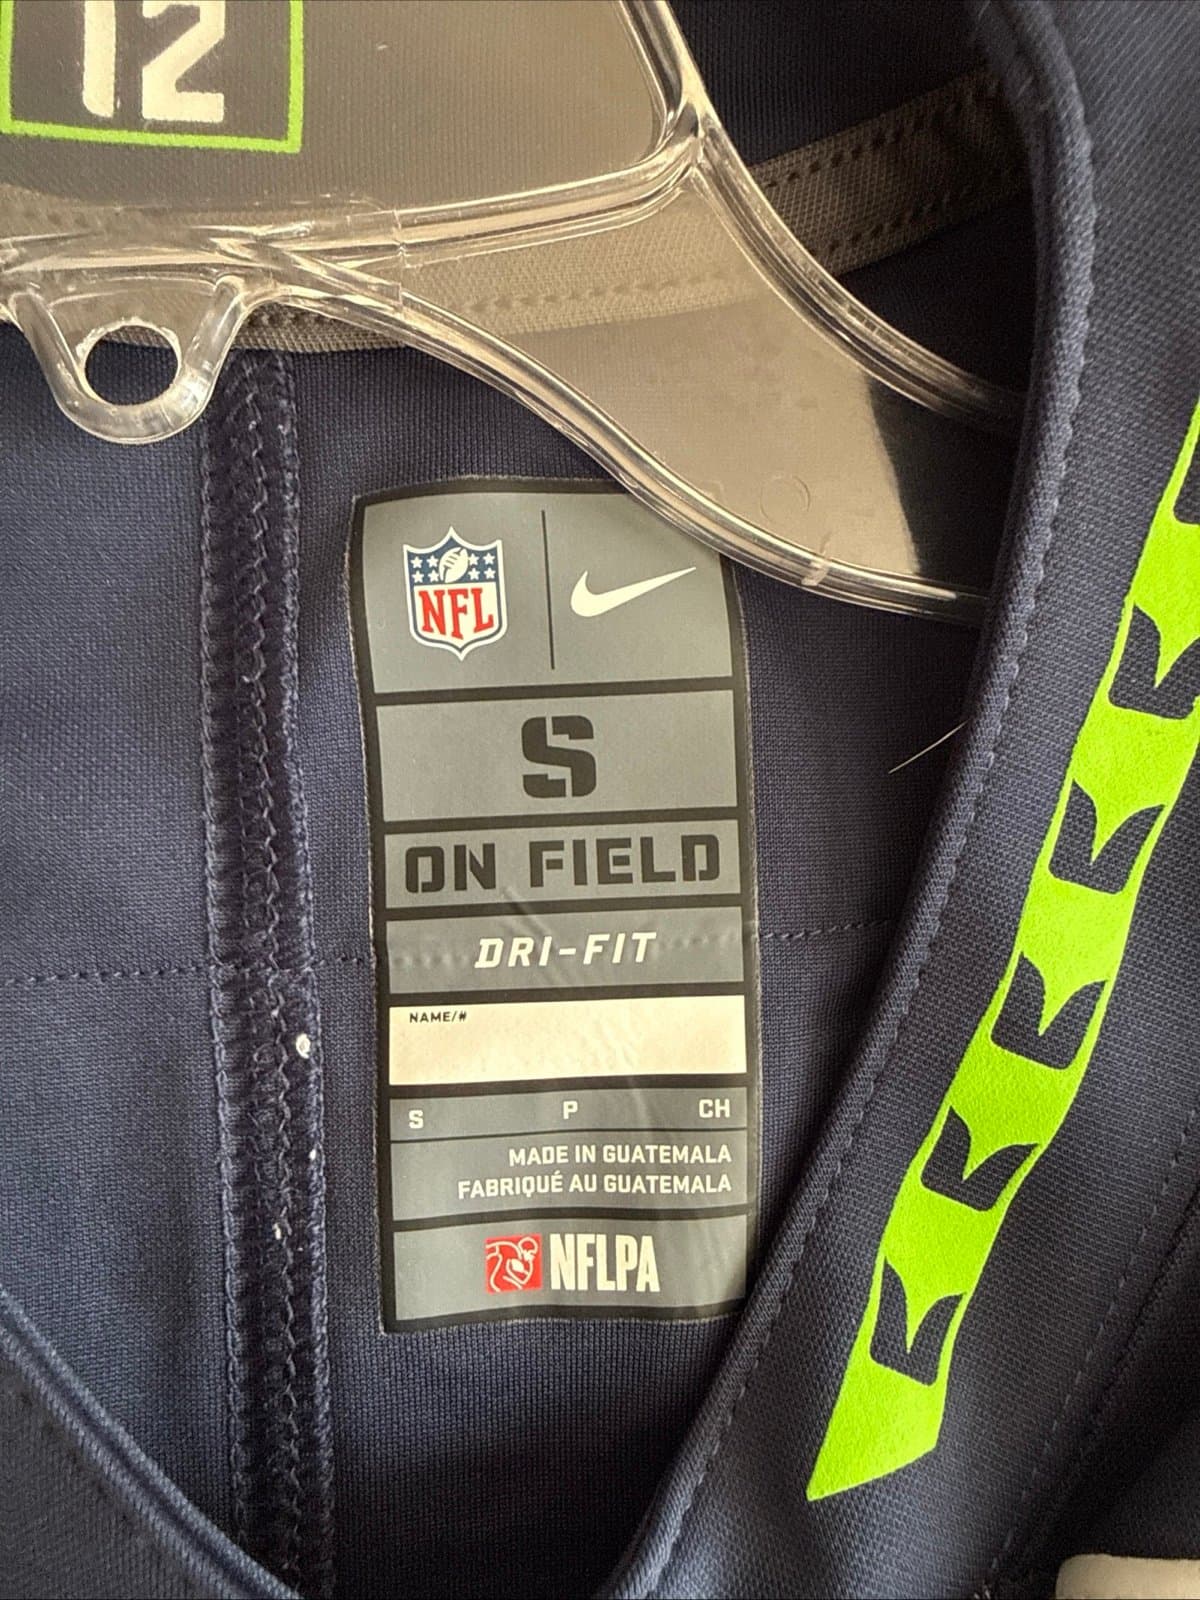 12
NFL
S
ON FIELD
DRI-FIT
NAME/#
S P CH
MADE IN GUATEMALA
FABRIQUÉ AU GUATEMALA
NFLPA